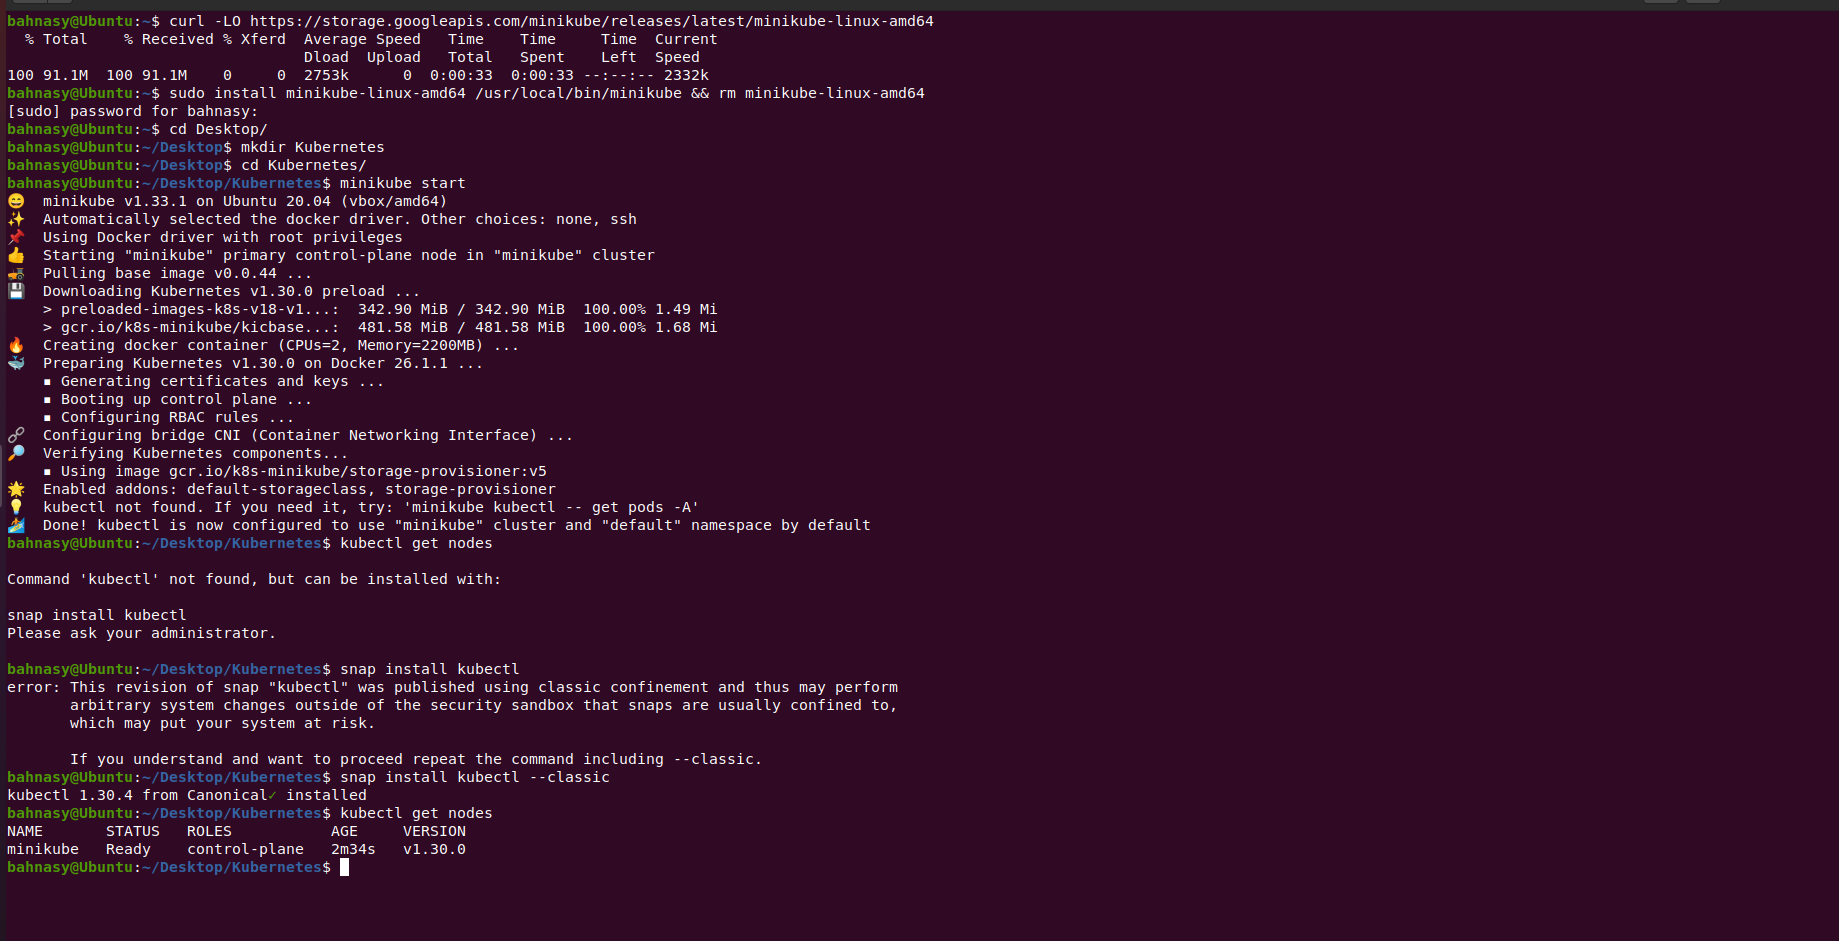 bahnasy@Ubuntu:~$ curl -LO https://storage.googleapis.com/minikube/releases/latest/minikube-linux-amd64
  % Total    % Received % Xferd  Average Speed   Time    Time     Time  Current
                                 Dload  Upload   Total   Spent    Left  Speed
100 91.1M  100 91.1M    0     0  2753k      0  0:00:33  0:00:33 --:--:-- 2332k
bahnasy@Ubuntu:~$ sudo install minikube-linux-amd64 /usr/local/bin/minikube && rm minikube-linux-amd64
[sudo] password for bahnasy:
bahnasy@Ubuntu:~$ cd Desktop/
bahnasy@Ubuntu:~/Desktop$ mkdir Kubernetes
bahnasy@Ubuntu:~/Desktop$ cd Kubernetes/
bahnasy@Ubuntu:~/Desktop/Kubernetes$ minikube start
😄  minikube v1.33.1 on Ubuntu 20.04 (vbox/amd64)
✨  Automatically selected the docker driver. Other choices: none, ssh
📌  Using Docker driver with root privileges
👍  Starting "minikube" primary control-plane node in "minikube" cluster
🚜  Pulling base image v0.0.44 ...
💾  Downloading Kubernetes v1.30.0 preload ...
    > preloaded-images-k8s-v18-v1...:  342.90 MiB / 342.90 MiB  100.00% 1.49 Mi
    > gcr.io/k8s-minikube/kicbase...:  481.58 MiB / 481.58 MiB  100.00% 1.68 Mi
🔥  Creating docker container (CPUs=2, Memory=2200MB) ...
🐳  Preparing Kubernetes v1.30.0 on Docker 26.1.1 ...
    ▪ Generating certificates and keys ...
    ▪ Booting up control plane ...
    ▪ Configuring RBAC rules ...
🔗  Configuring bridge CNI (Container Networking Interface) ...
🔎  Verifying Kubernetes components...
    ▪ Using image gcr.io/k8s-minikube/storage-provisioner:v5
🌟  Enabled addons: default-storageclass, storage-provisioner
💡  kubectl not found. If you need it, try: 'minikube kubectl -- get pods -A'
🏄  Done! kubectl is now configured to use "minikube" cluster and "default" namespace by default
bahnasy@Ubuntu:~/Desktop/Kubernetes$ kubectl get nodes
Command 'kubectl' not found, but can be installed with:
snap install kubectl
Please ask your administrator.
bahnasy@Ubuntu:~/Desktop/Kubernetes$ snap install kubectl
error: This revision of snap "kubectl" was published using classic confinement and thus may perform
       arbitrary system changes outside of the security sandbox that snaps are usually confined to,
       which may put your system at risk.
       If you understand and want to proceed repeat the command including --classic.
bahnasy@Ubuntu:~/Desktop/Kubernetes$ snap install kubectl --classic
kubectl 1.30.4 from Canonical✓ installed
bahnasy@Ubuntu:~/Desktop/Kubernetes$ kubectl get nodes
NAME       STATUS   ROLES           AGE     VERSION
minikube   Ready    control-plane   2m34s   v1.30.0
bahnasy@Ubuntu:~/Desktop/Kubernetes$